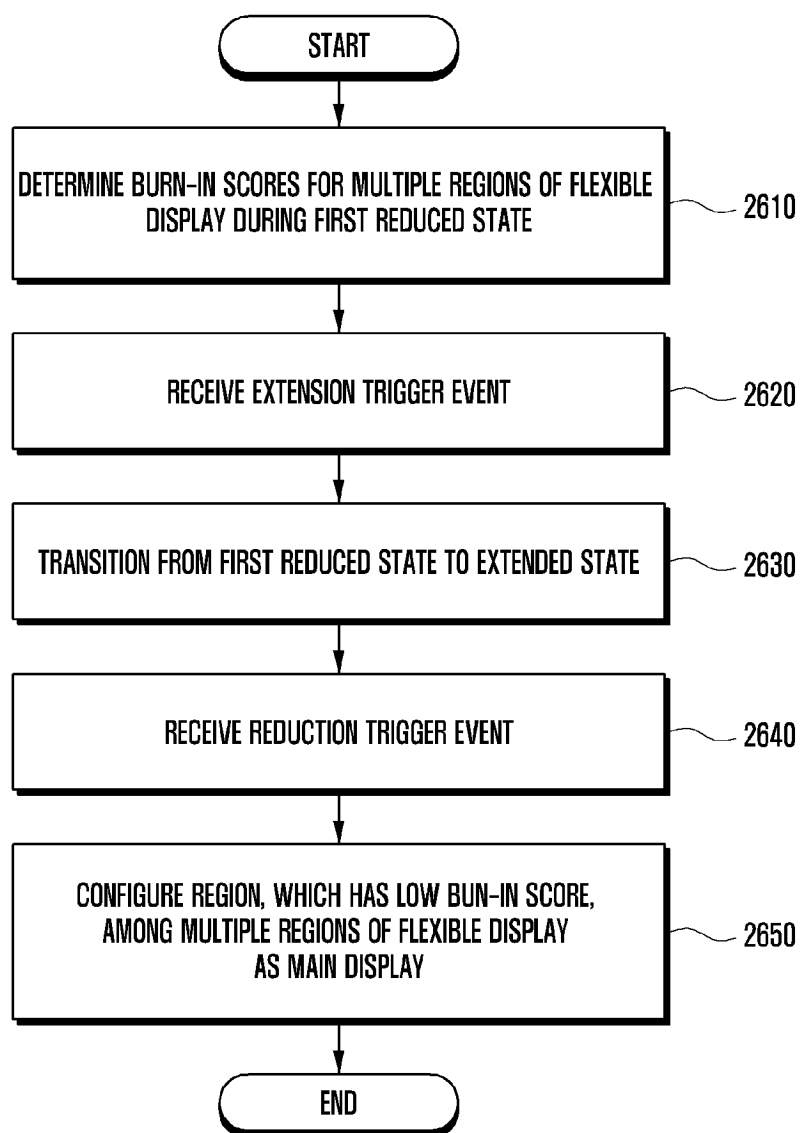 START
DETERMINE BURN-IN SCORES FOR MULTIPLE REGIONS OF FLEXIBLE
DISPLAY DURING FIRST REDUCED STATE
2610
RECEIVE EXTENSION TRIGGER EVENT
2620
TRANSITION FROM FIRST REDUCED STATE TO EXTENDED STATE
2630
RECEIVE REDUCTION TRIGGER EVENT
2640
CONFIGURE REGION, WHICH HAS LOW BUN-IN SCORE,
AMONG MULTIPLE REGIONS OF FLEXIBLE DISPLAY
AS MAIN DISPLAY
2650
END